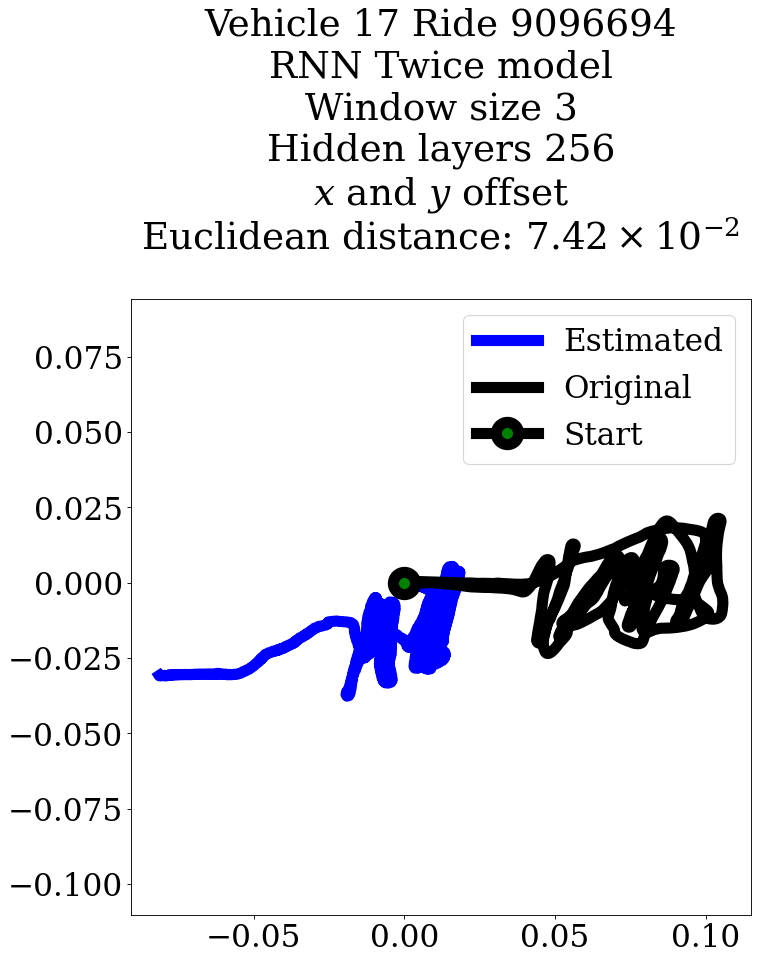 Vehicle 17 Ride 9096694
RNN Twice model
Window size 3
Hidden layers 256
x and y offset
Euclidean distance: 7.42 × 10⁻²
Estimated
Original
Start
0.075
0.050
0.025
0.000
−0.025
−0.050
−0.075
−0.100
−0.05 0.00 0.05 0.10